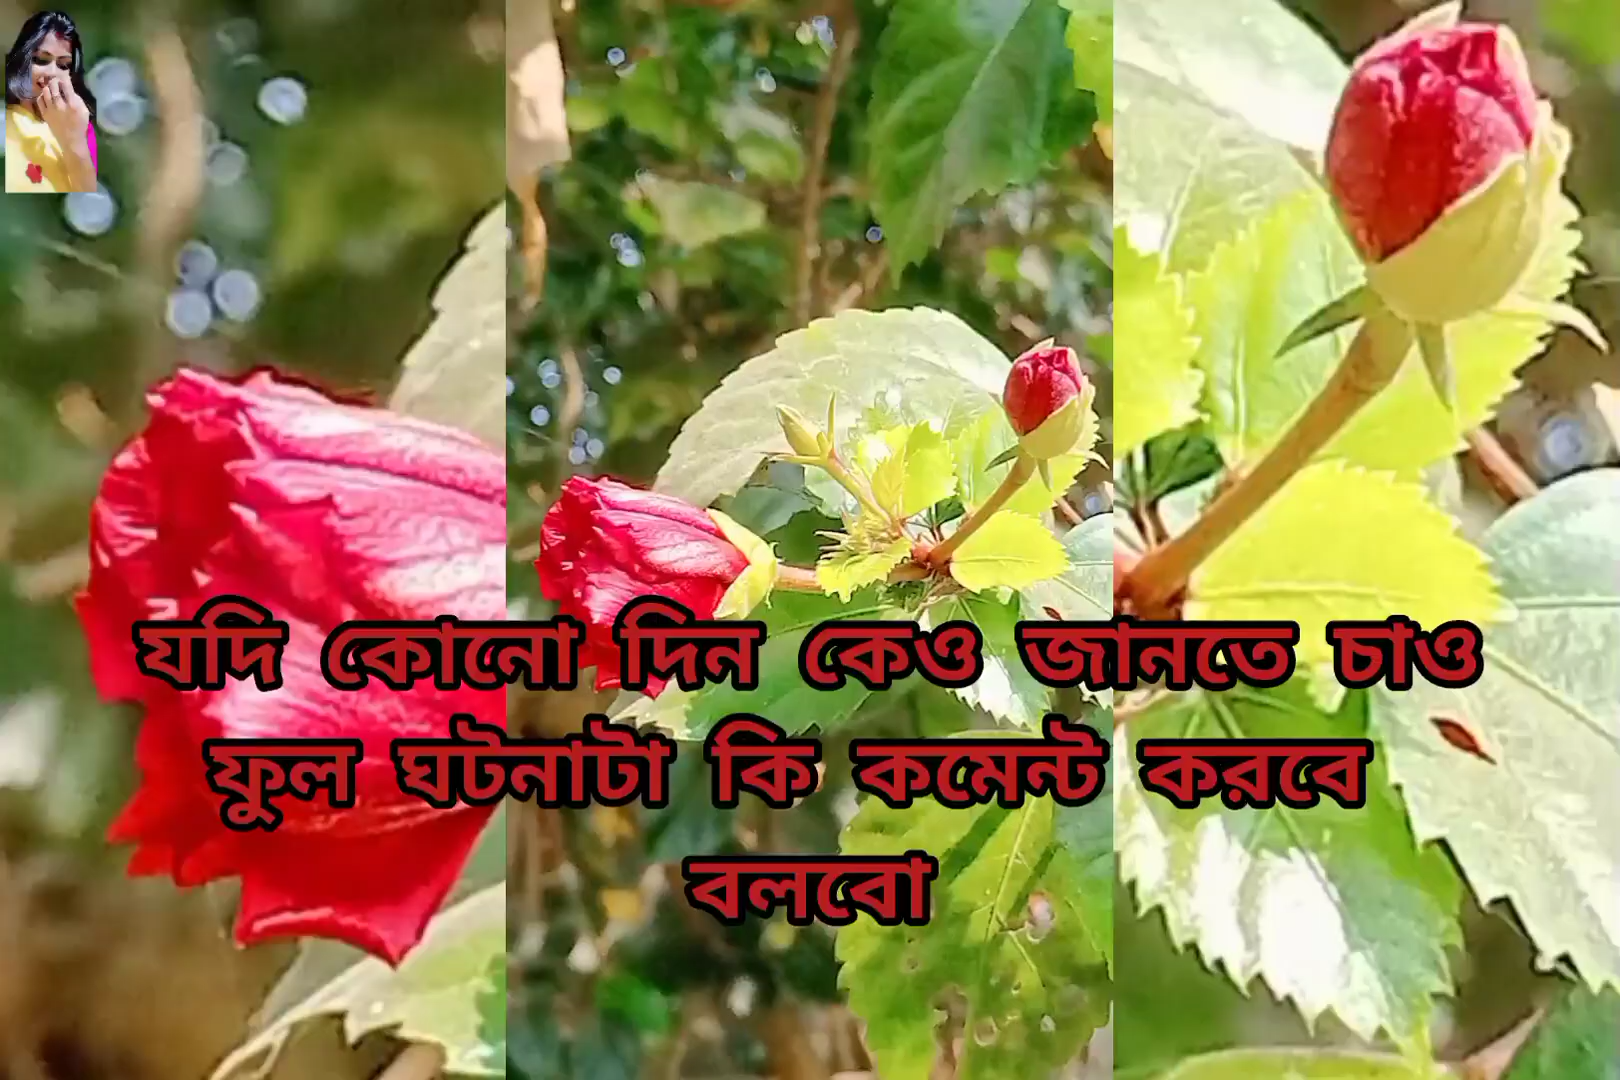 যদি কোনো দিন কেও জানতে চাও
ফুল ঘটনাটা কি কমেন্ট করবে
বলবো